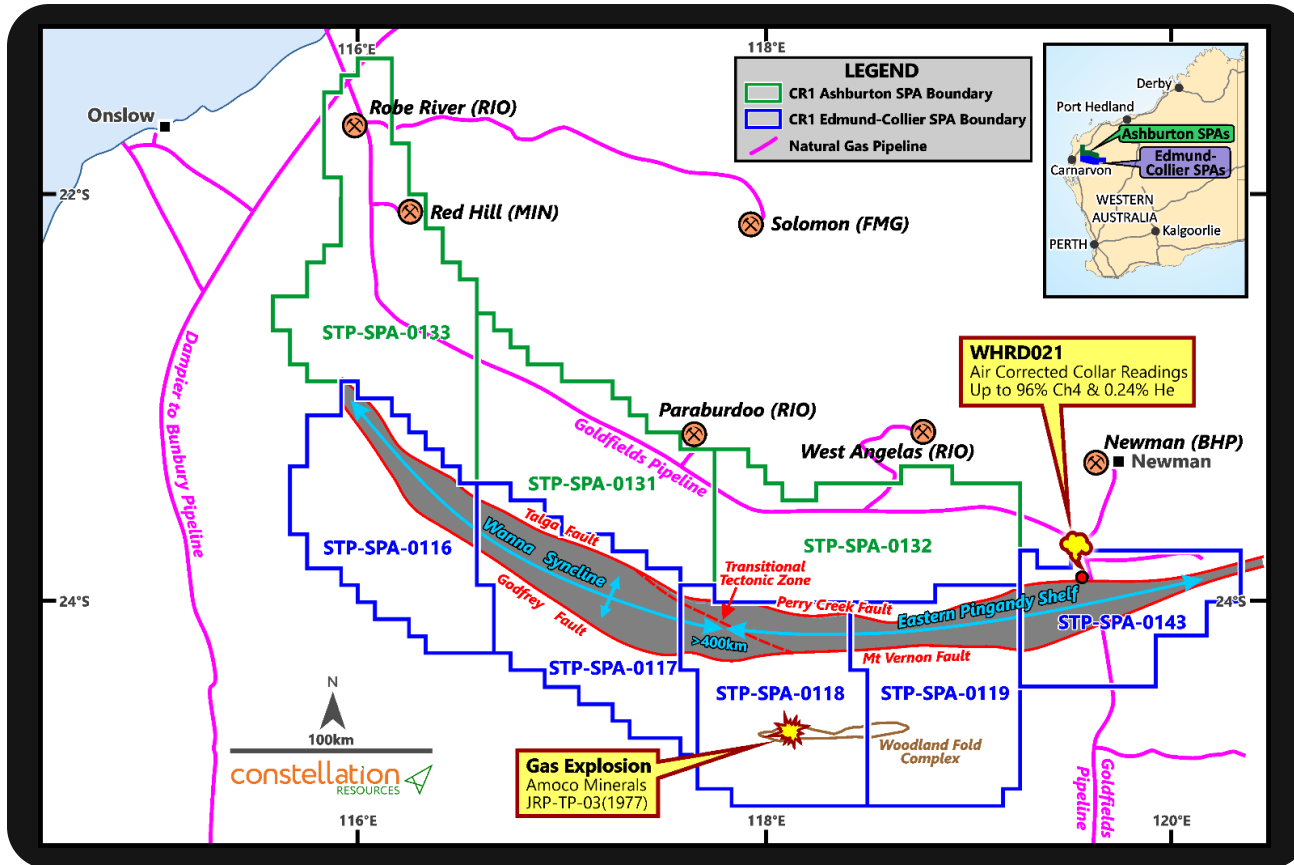 116°E
118°E
LEGEND
CR1 Ashburton SPA Boundary
CR1 Edmund-Collier SPA Boundary
Natural Gas Pipeline
Derby
Port Hedland
Ashburton SPAs
Edmund-
Collier SPAs
Carnarvon
WESTERN
AUSTRALIA
Kalgoorlie
PERTH
Onslow
Robe River (RIO)
22°S
Red Hill (MIN)
Solomon (FMG)
STP-SPA-0133
Dampier to Bunbury Pipeline
WHRD021
Air Corrected Collar Readings
Up to 96% Ch4 & 0.24% He
Paraburdoo (RIO)
Goldfields Pipeline
West Angelas (RIO)
Newman (BHP)
Newman
STP-SPA-0131
STP-SPA-0116
Talga Fault
Wanna Syncline
STP-SPA-0132
Transitional
Tectonic Zone
Godfrey
Fault
Perry Creek Fault
Eastern Pingandy Shelf
24°S
24°S
STP-SPA-0143
>400km
Mt Vernon Fault
STP-SPA-0117
STP-SPA-0118
STP-SPA-0119
N
100km
constellation
RESOURCES
Gas Explosion
Amoco Minerals
JRP-TP-03(1977)
Woodland Fold
Complex
Goldfields
Pipeline
116°E
118°E
120°E